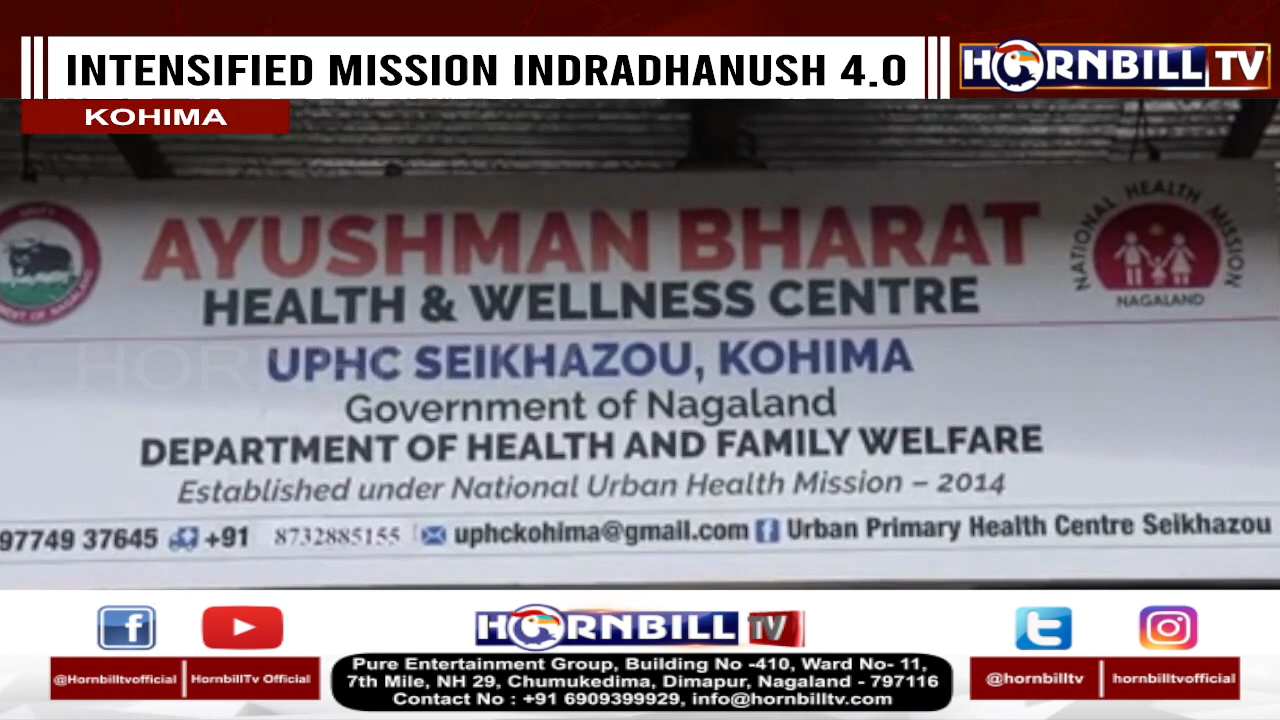 INTENSIFIED MISSION INDRADHANUSH 4.0
HORNBILL TV
KOHIMA
AYUSHMAN BHARAT
HEALTH & WELLNESS CENTRE
NATIONAL HEALTH MISSION
NAGALAND
UPHC SEIKHAZOU, KOHIMA
Government of Nagaland
DEPARTMENT OF HEALTH AND FAMILY WELFARE
Established under National Urban Health Mission – 2014
97749 37645 +91 8732885155 uphckohima@gmail.com Urban Primary Health Centre Seikhazou
HORNBILL TV
@Hornbilltvofficial HornbillTv Official
Pure Entertainment Group, Building No -410, Ward No- 11,
7th Mile, NH 29, Chumukedima, Dimapur, Nagaland - 797116
Contact No : +91 6909399929, info@hornbilltv.com
@hornbilltv hornbilltvofficial